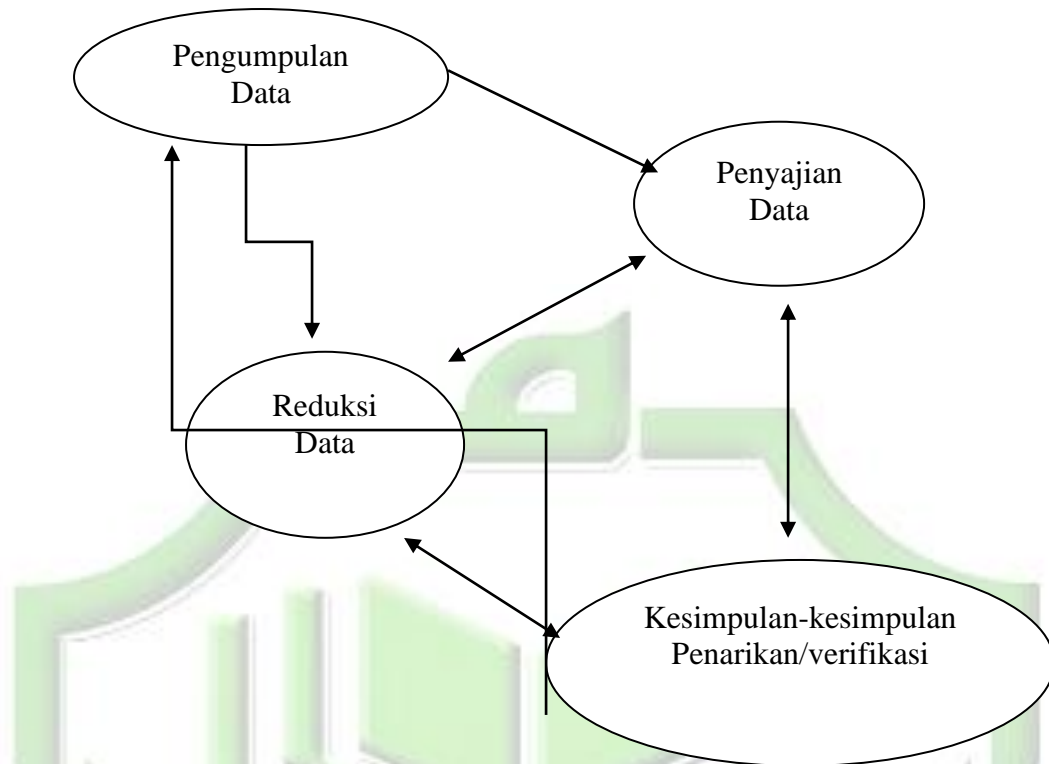 Pengumpulan
Data
Penyajian
Data
Reduksi
Data
Kesimpulan-kesimpulan
Penarikan/verifikasi